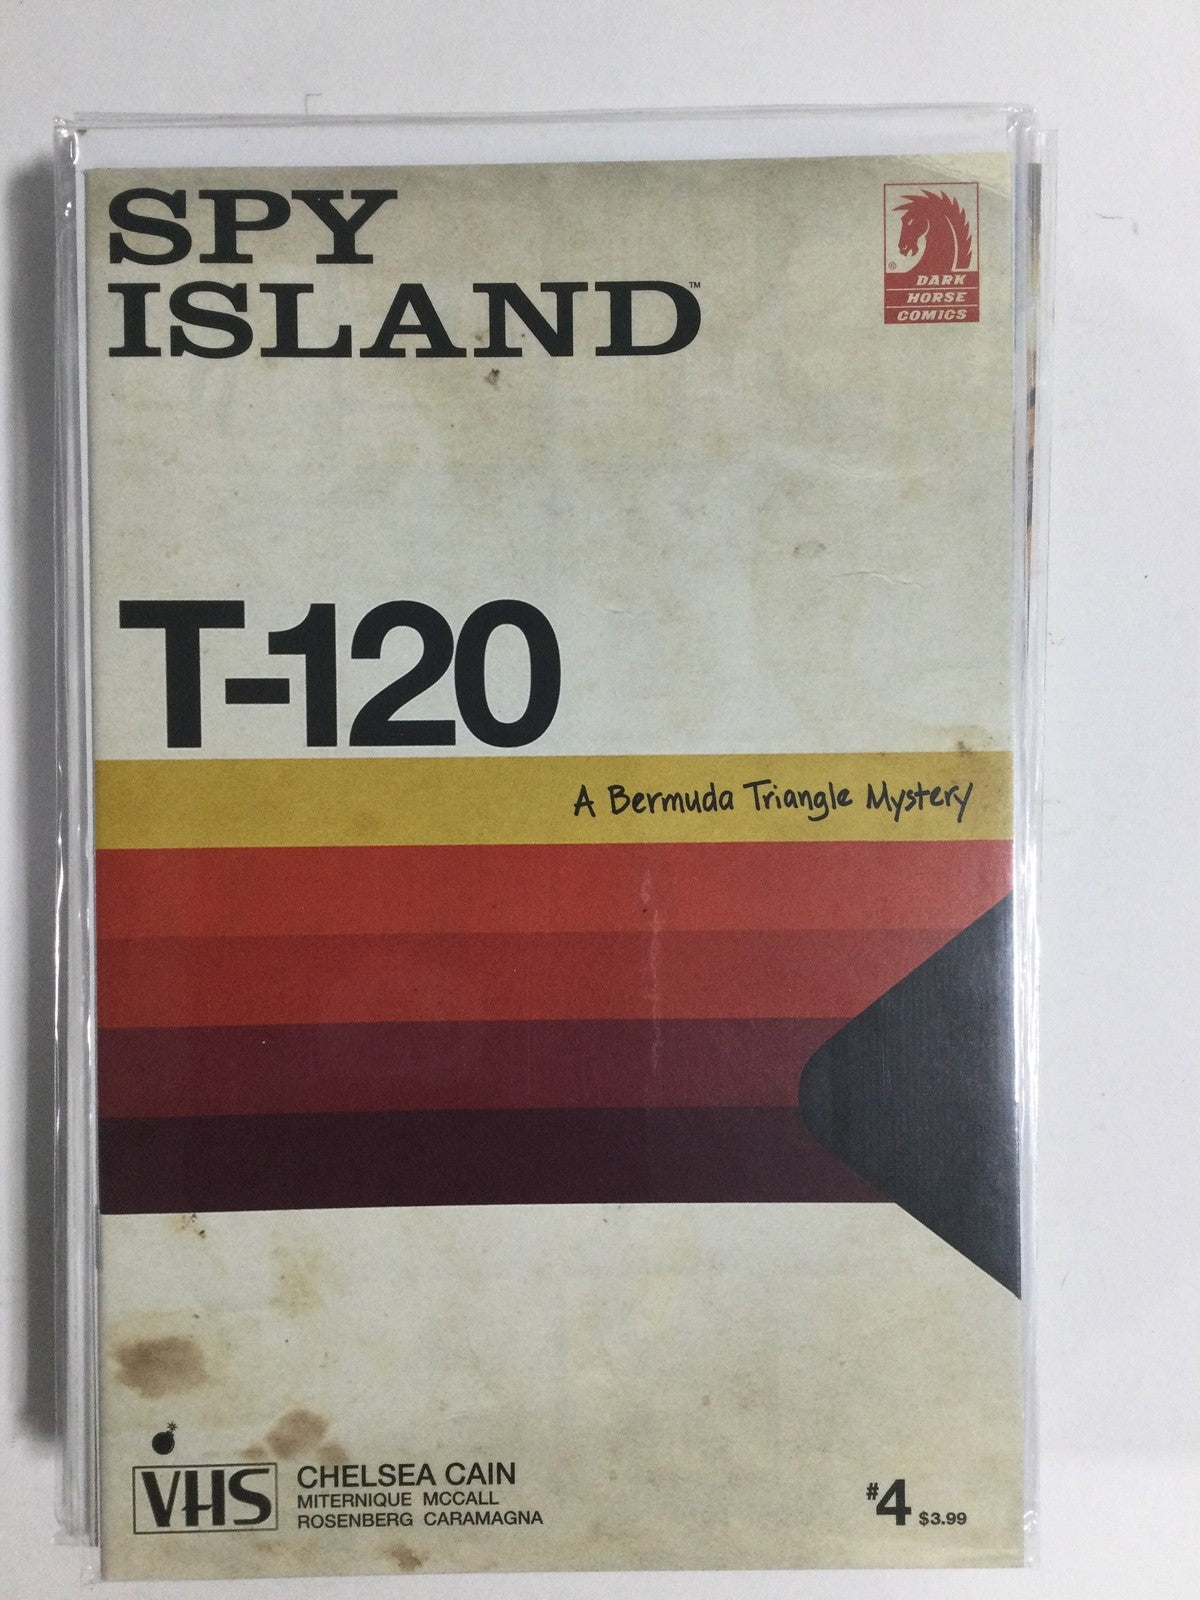 SPY
ISLAND™
®
DARK
HORSE
COMICS
T-120
A Bermuda Triangle Mystery
VHS
CHELSEA CAIN
MITERNIQUE MCCALL
ROSENBERG CARAMAGNA
#4 $3.99